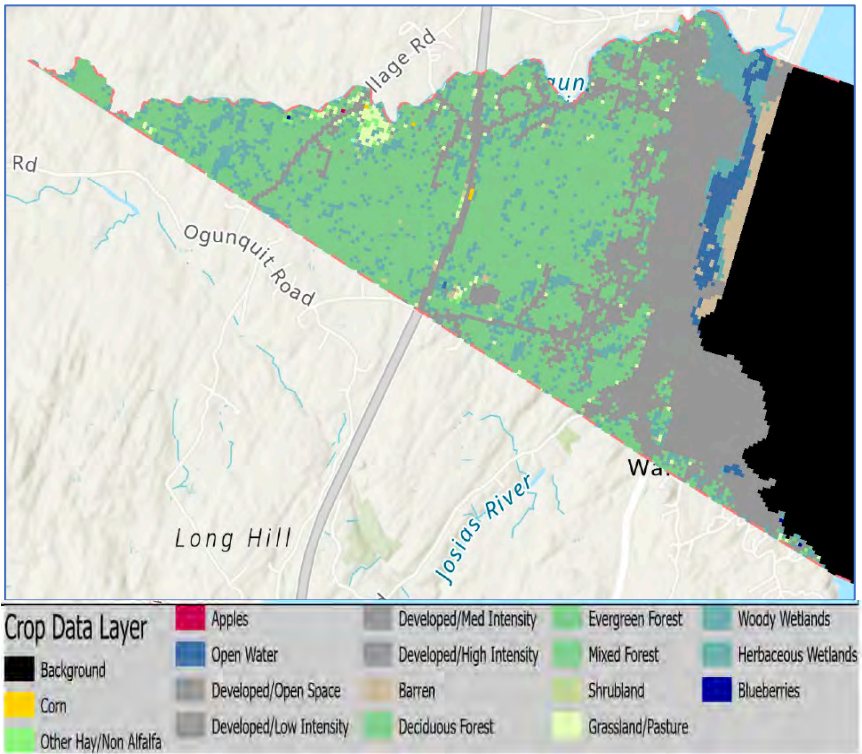 llage Rd
gun
Rd
Ogunquit Road
Wa
Josias River
Long Hill
Crop Data Layer
Background
Corn
Other Hay/Non Alfalfa
Apples
Open Water
Developed/Open Space
Developed/Low Intensity
Developed/Med Intensity
Developed/High Intensity
Barren
Deciduous Forest
Evergreen Forest
Mixed Forest
Shrubland
Grassland/Pasture
Woody Wetlands
Herbaceous Wetlands
Blueberries